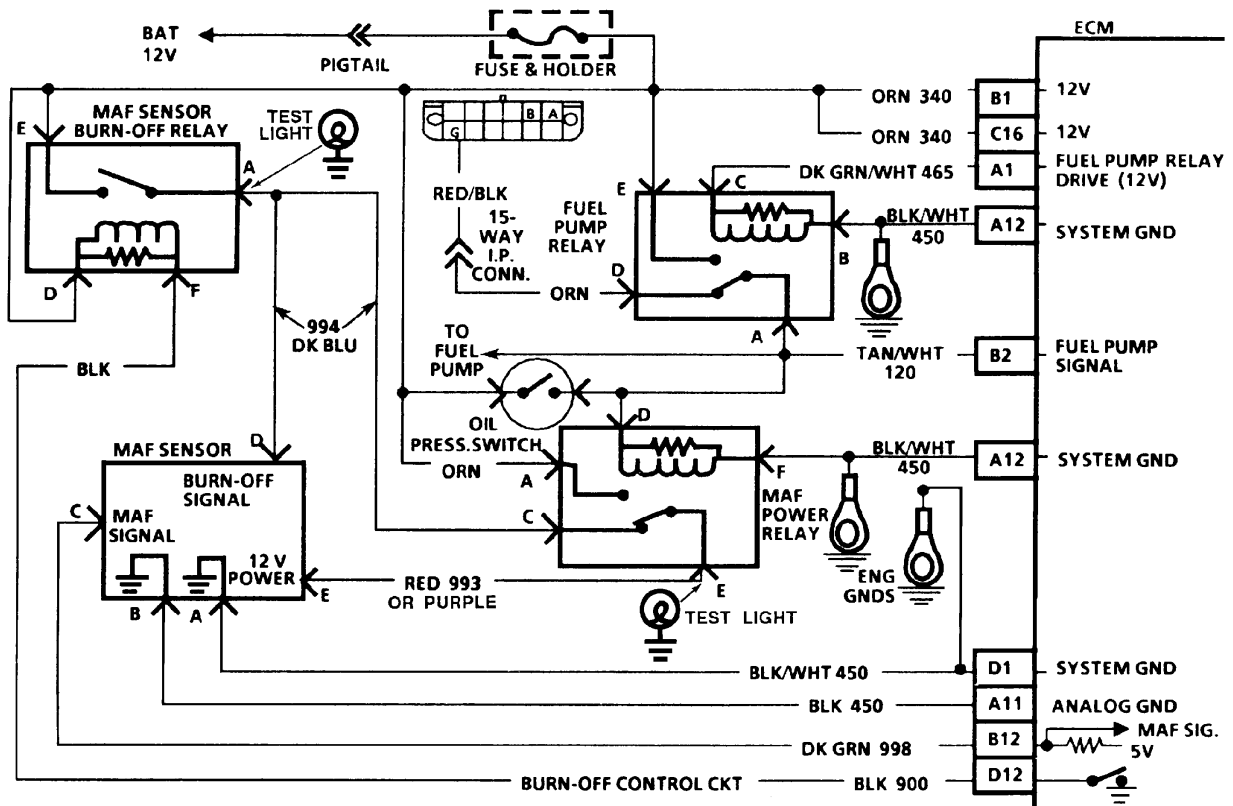 BAT
12V
PIGTAIL
FUSE & HOLDER
ECM
MAF SENSOR
BURN-OFF RELAY
TEST
LIGHT
E
A
D
F
G
B
A
RED/BLK
15-
WAY
I.P.
CONN.
ORN
FUEL
PUMP
RELAY
E
C
D
B
A
ORN 340
B1
12V
ORN 340
C16
12V
DK GRN/WHT 465
A1
FUEL PUMP RELAY
DRIVE (12V)
BLK/WHT
450
A12
SYSTEM GND
994
DK BLU
BLK
TO
FUEL
PUMP
TAN/WHT
120
B2
FUEL PUMP
SIGNAL
OIL
PRESS.SWITCH
ORN
D
A
C
F
E
MAF
POWER
RELAY
BLK/WHT
450
A12
SYSTEM GND
MAF SENSOR
D
BURN-OFF
SIGNAL
C
MAF
SIGNAL
12 V
POWER
E
B
A
RED 993
OR PURPLE
TEST LIGHT
ENG
GNDS
BLK/WHT 450
D1
SYSTEM GND
BLK 450
A11
ANALOG GND
DK GRN 998
B12
MAF SIG.
5V
BURN-OFF CONTROL CKT
BLK 900
D12